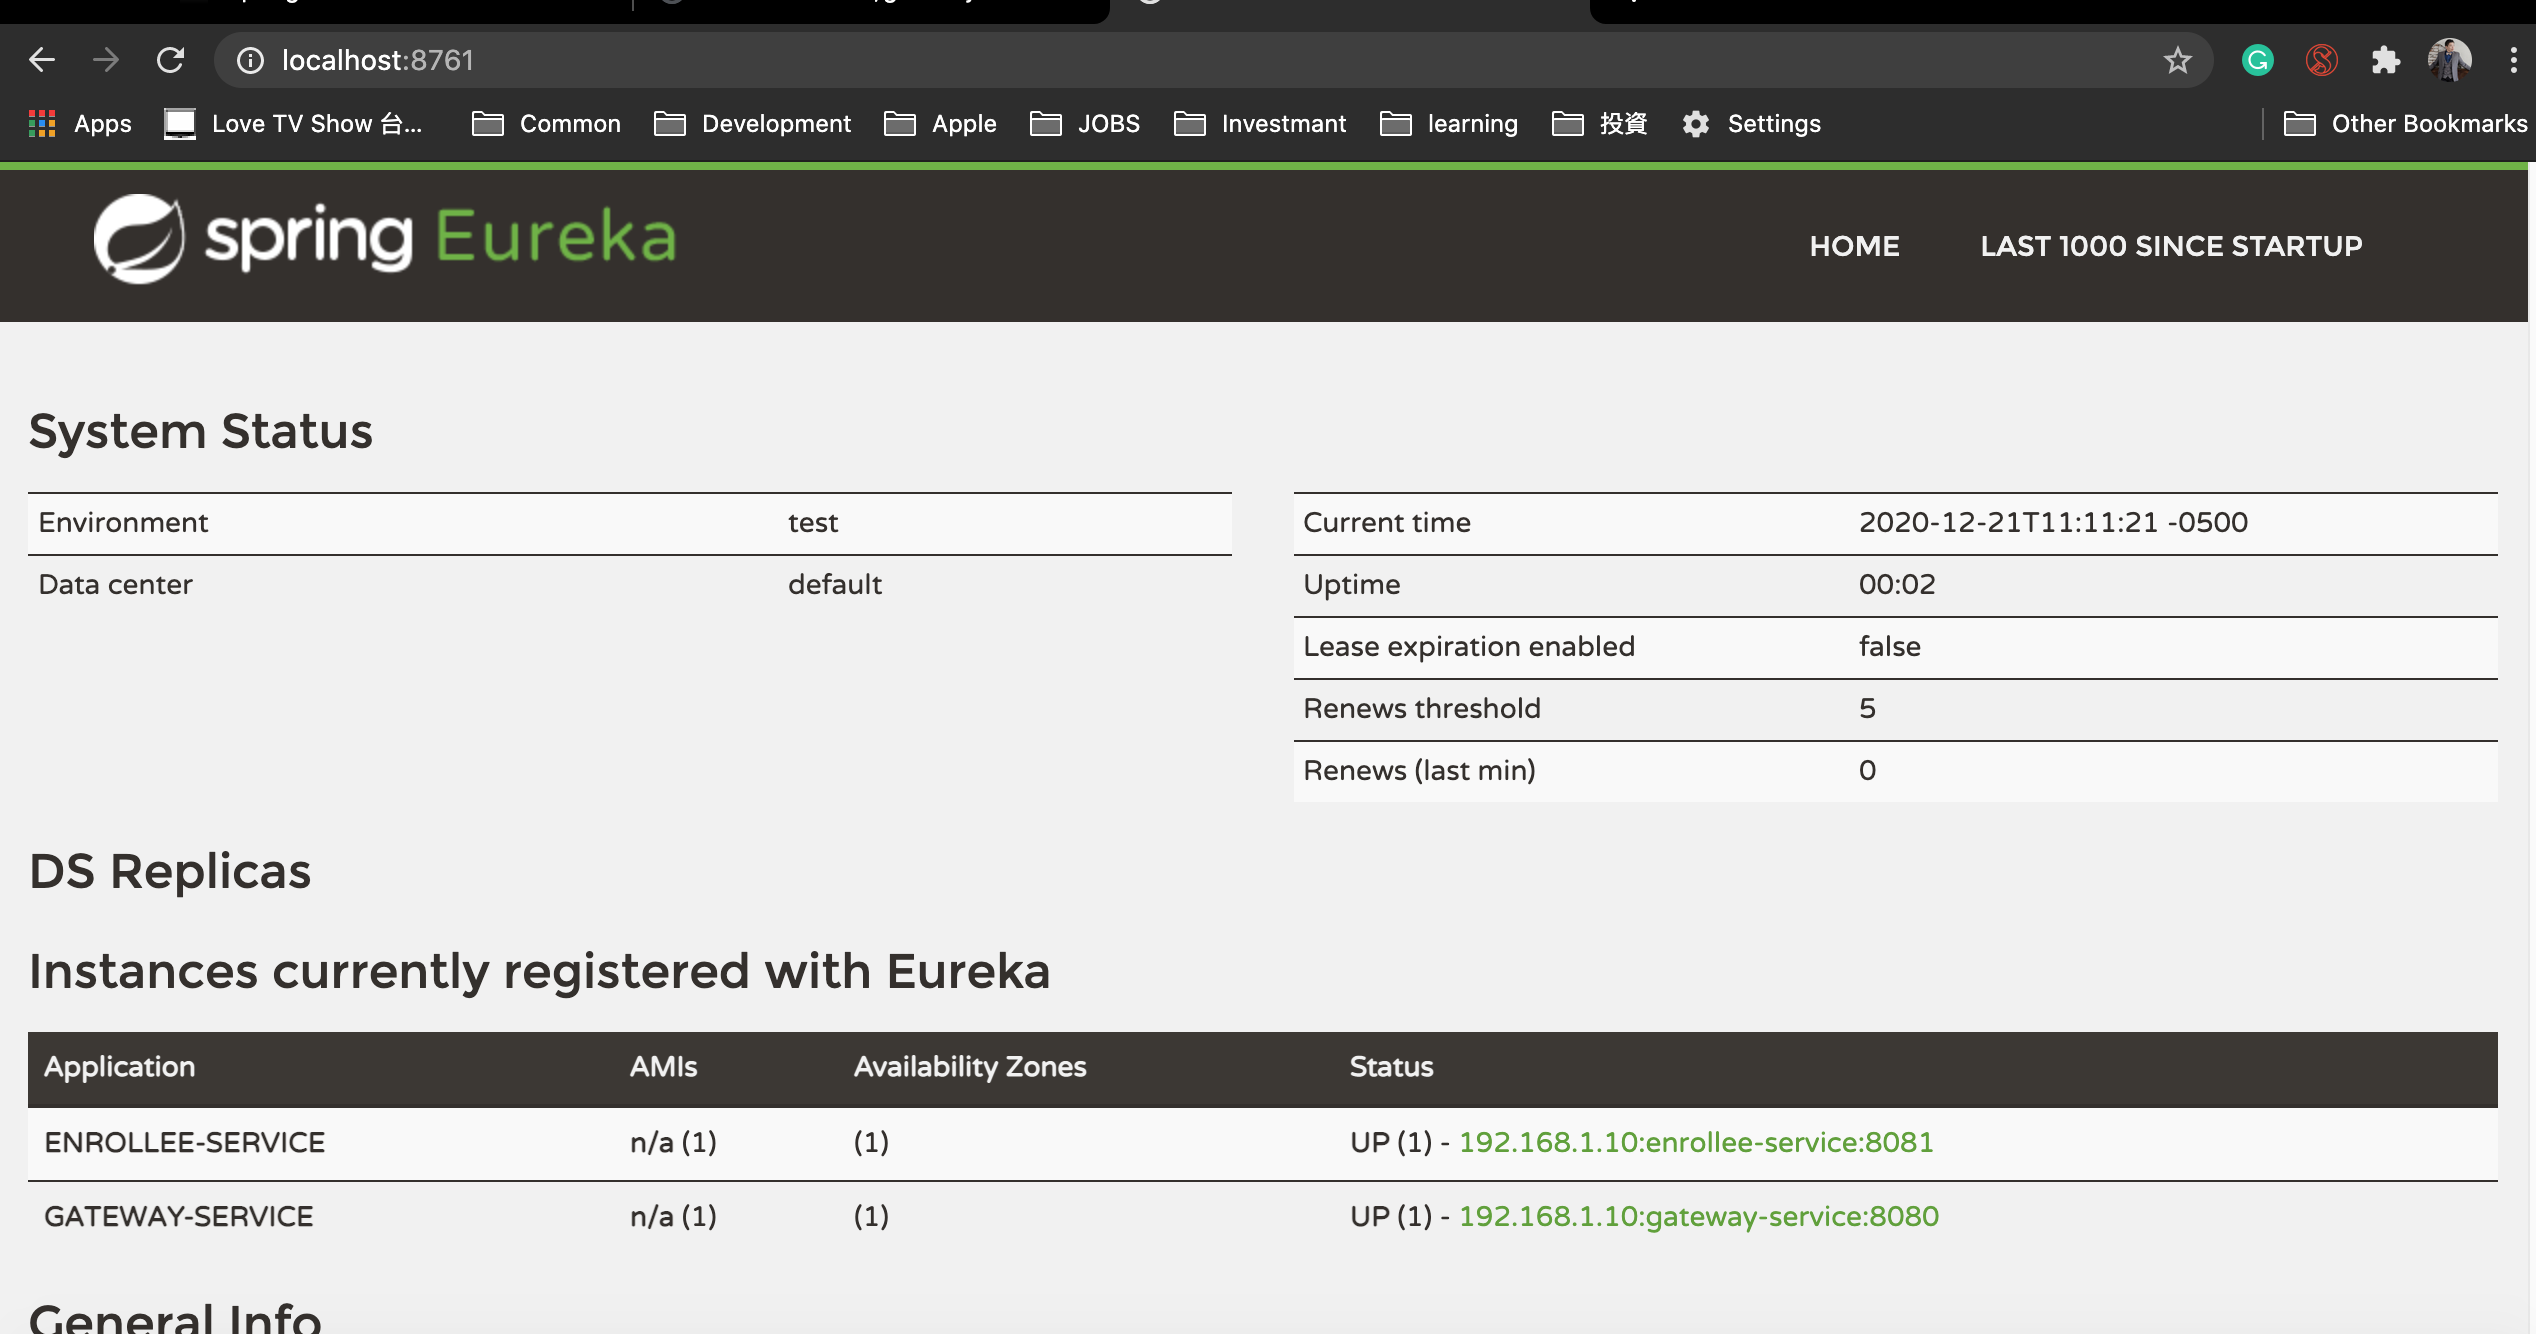 localhost:8761
Apps Love TV Show 台... Common Development Apple JOBS Investmant learning 投資 Settings Other Bookmarks
spring Eureka HOME LAST 1000 SINCE STARTUP
System Status
Environment test
Data center default
Current time 2020-12-21T11:11:21 -0500
Uptime 00:02
Lease expiration enabled false
Renews threshold 5
Renews (last min) 0
DS Replicas
Instances currently registered with Eureka
Application AMIs Availability Zones Status
ENROLLEE-SERVICE n/a (1) (1) UP (1) - 192.168.1.10:enrollee-service:8081
GATEWAY-SERVICE n/a (1) (1) UP (1) - 192.168.1.10:gateway-service:8080
General Info